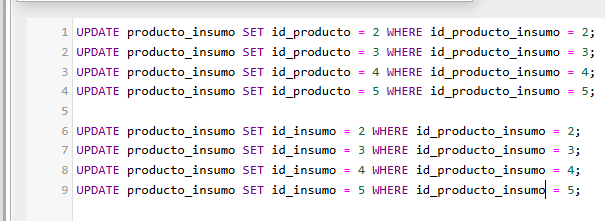 1 UPDATE producto_insumo SET id_producto = 2 WHERE id_producto_insumo = 2;
2 UPDATE producto_insumo SET id_producto = 3 WHERE id_producto_insumo = 3;
3 UPDATE producto_insumo SET id_producto = 4 WHERE id_producto_insumo = 4;
4 UPDATE producto_insumo SET id_producto = 5 WHERE id_producto_insumo = 5;
5
6 UPDATE producto_insumo SET id_insumo = 2 WHERE id_producto_insumo = 2;
7 UPDATE producto_insumo SET id_insumo = 3 WHERE id_producto_insumo = 3;
8 UPDATE producto_insumo SET id_insumo = 4 WHERE id_producto_insumo = 4;
9 UPDATE producto_insumo SET id_insumo = 5 WHERE id_producto_insumo = 5;